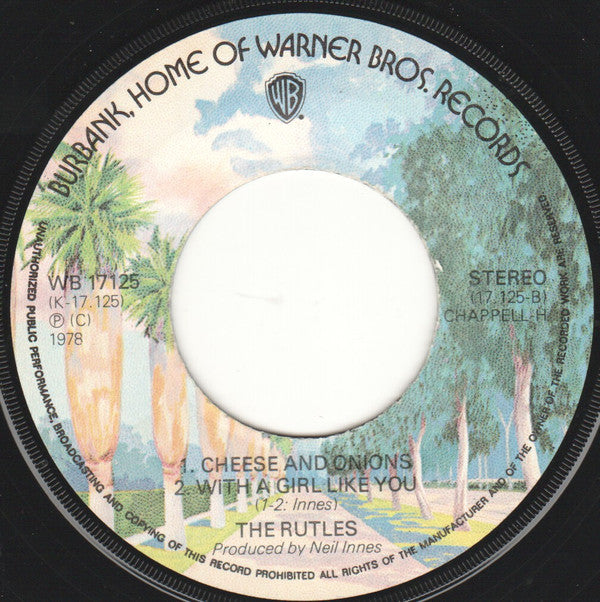 BURBANK, HOME OF WARNER BROS. RECORDS
WB
WB 17125
(K-17.125)
Ⓟ (C)
1978
STEREO
(17.125-B)
CHAPPELL-H.
1. CHEESE AND ONIONS
2. WITH A GIRL LIKE YOU
(1-2: Innes)
THE RUTLES
Produced by Neil Innes
UNAUTHORIZED PUBLIC PERFORMANCE, BROADCASTING AND COPYING OF THIS RECORD PROHIBITED ALL RIGHTS OF THE MANUFACTURER AND OF THE OWNER OF THE RECORDED WORK ARE RESERVED